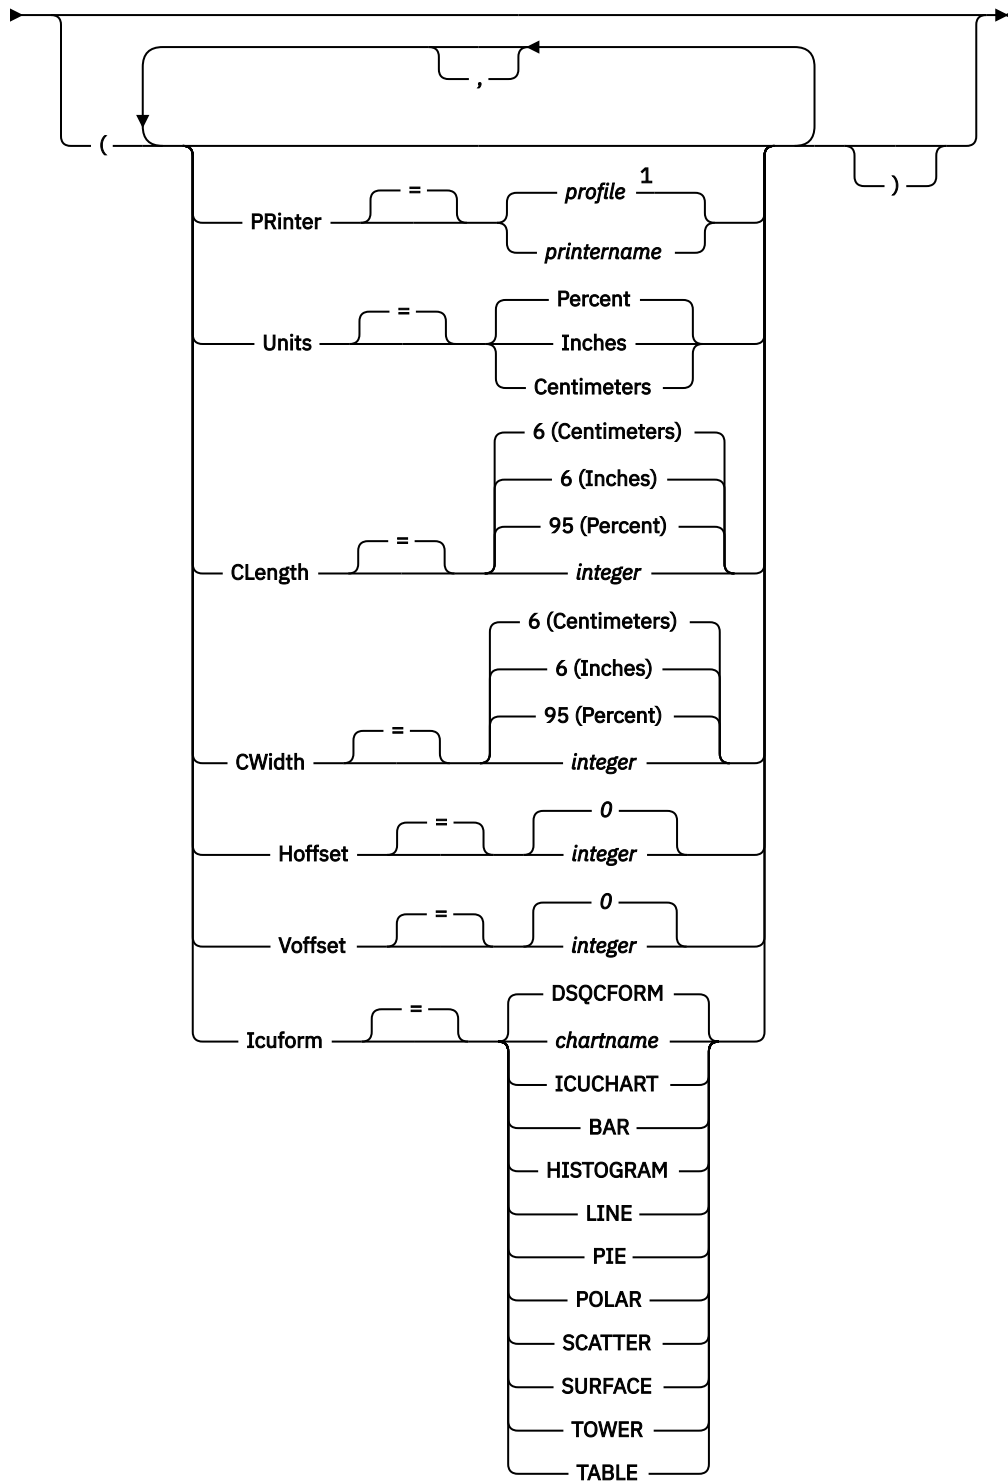 ,
(
)
PRinter = profile 1
printername
Units = Percent
Inches
Centimeters
CLength = 6 (Centimeters)
6 (Inches)
95 (Percent)
integer
CWidth = 6 (Centimeters)
6 (Inches)
95 (Percent)
integer
Hoffset = 0
integer
Voffset = 0
integer
Icuform = DSQCFORM
chartname
ICUCHART
BAR
HISTOGRAM
LINE
PIE
POLAR
SCATTER
SURFACE
TOWER
TABLE